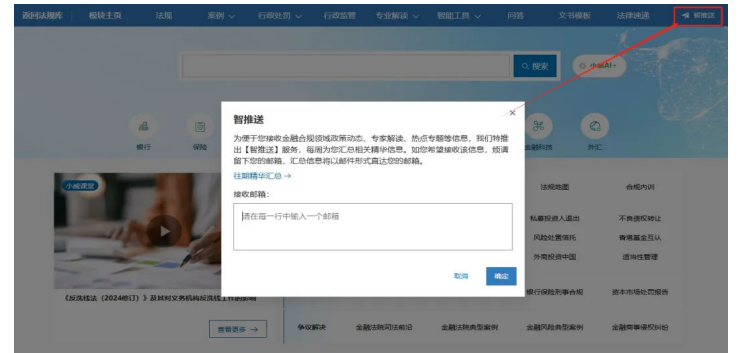 返回法规库 板块主页 法规 案例 行政处罚 行政监管 专业解读 智能工具 问答 文书模板 法律速递 智推送
搜索 小威AI+
智推送
为便于您接收金融合规领域政策动态、专家解读、热点专题等信息，我们特推
出【智推送】服务，每周为您汇总相关精华信息。如您希望接收该信息，烦请
留下您的邮箱，汇总信息将以邮件形式直达您的邮箱。
往期精华汇总 →
接收邮箱：
请在每一行中输入一个邮箱
取消 确定
银行 保险 金融科技 外汇
小威课堂
法规地图 合规内训
私募投资人退出 不良债权转让
风险处置信托 香港基金互认
外商投资中国 适当性管理
银行保险刑事合规 资本市场处罚报告
《反洗钱法（2024修订）》及其对义务机构反洗钱工作的影响
查看更多 →
争议解决 金融法院司法前沿 金融法院典型案例 金融风险典型案例 金融商事侵权纠纷